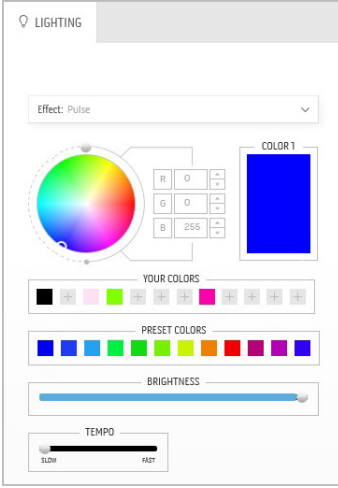 LIGHTING
Effect: Pulse
COLOR 1
R 0
G 0
B 255
YOUR COLORS
PRESET COLORS
BRIGHTNESS
TEMPO
SLOW FAST